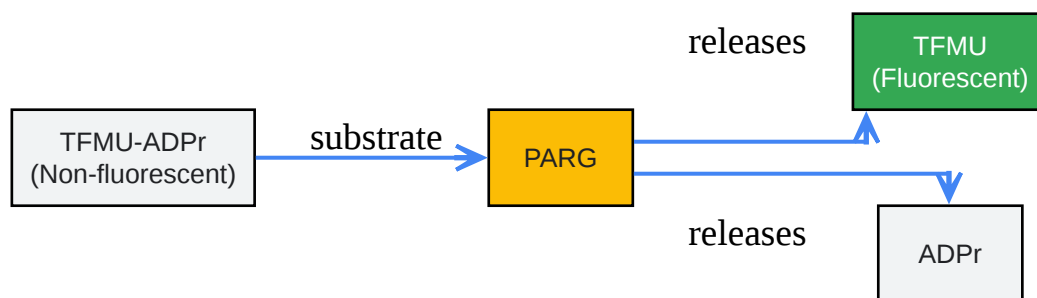 TFMU-ADPr
(Non-fluorescent)
substrate
PARG
releases
TFMU
(Fluorescent)
releases
ADPr